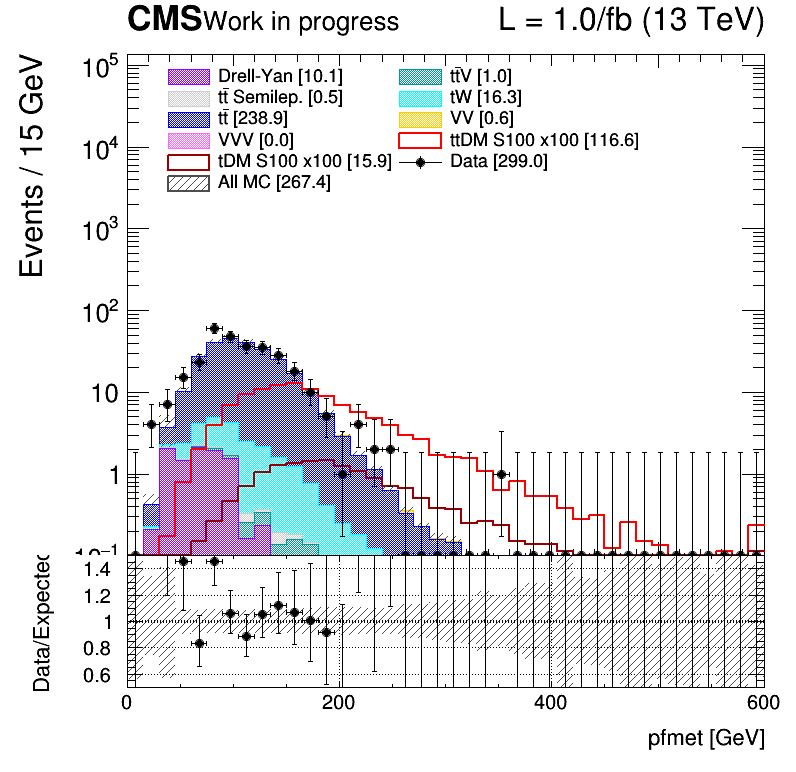 CMS Work in progress L = 1.0/fb (13 TeV)
Events / 15 GeV
10⁵
10⁴
10³
10²
10
1
10⁻¹
Drell-Yan [10.1]
tt̄V [1.0]
tt̄ Semilep. [0.5]
tW [16.3]
tt̄ [238.9]
VV [0.6]
VVV [0.0]
ttDM S100 x100 [116.6]
tDM S100 x100 [15.9]
Data [299.0]
All MC [267.4]
Data/Expected
1.4
1.2
1
0.8
0.6
0 200 400 600
pfmet [GeV]